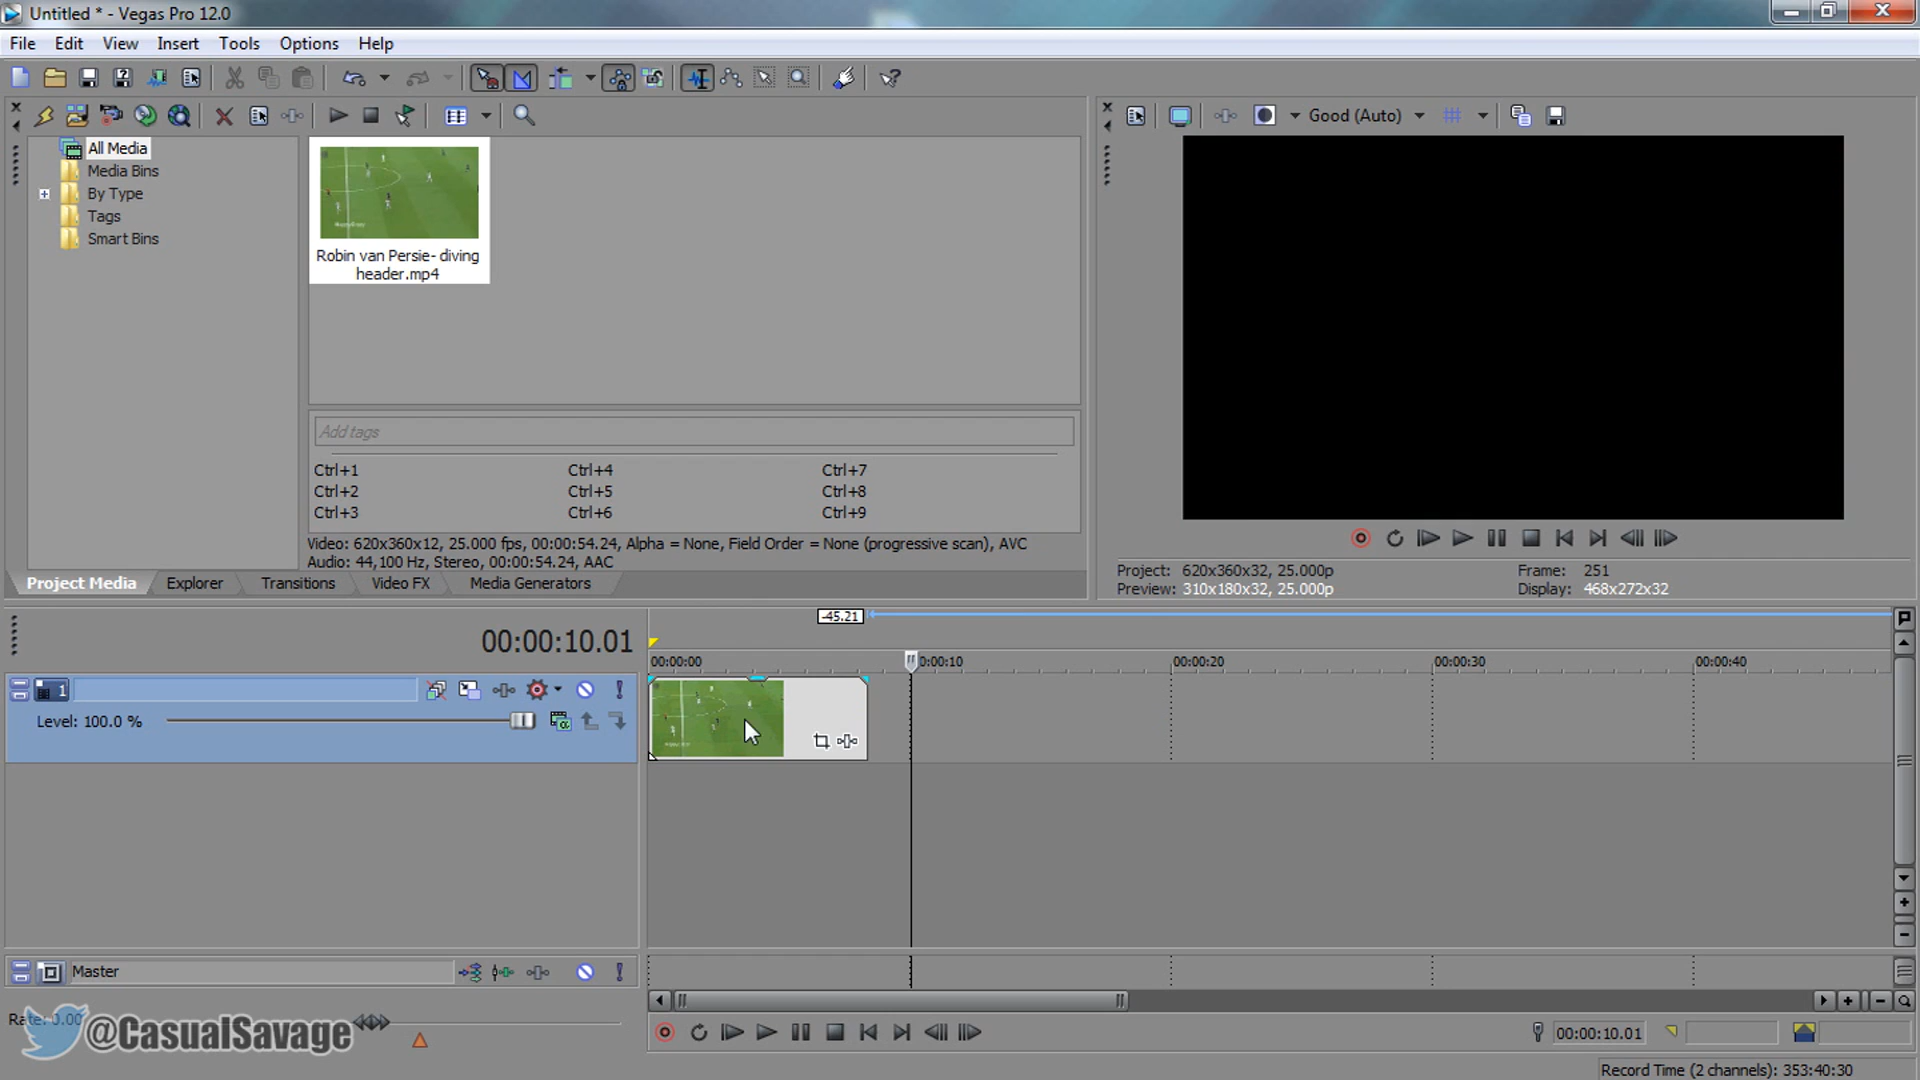 Untitled * - Vegas Pro 12.0
File Edit View Insert Tools Options Help
Good (Auto)
All Media
Media Bins
By Type
Tags
Smart Bins
Robin van Persie- diving
header.mp4
Add tags
Ctrl+1 Ctrl+4 Ctrl+7
Ctrl+2 Ctrl+5 Ctrl+8
Ctrl+3 Ctrl+6 Ctrl+9
Video: 620x360x12, 25.000 fps, 00:00:54.24, Alpha = None, Field Order = None (progressive scan), AVC
Audio: 44,100 Hz, Stereo, 00:00:54.24, AAC
Project Media Explorer Transitions Video FX Media Generators
Project: 620x360x32, 25.000p Frame: 251
Preview: 310x180x32, 25.000p Display: 468x272x32
-45.21
00:00:10.01
00:00:00 0:00:10 00:00:20 00:00:30 00:00:40
1
Level: 100.0 %
Master
Rate: 0.00
@CasualSavage
00:00:10.01
Record Time (2 channels): 353:40:30